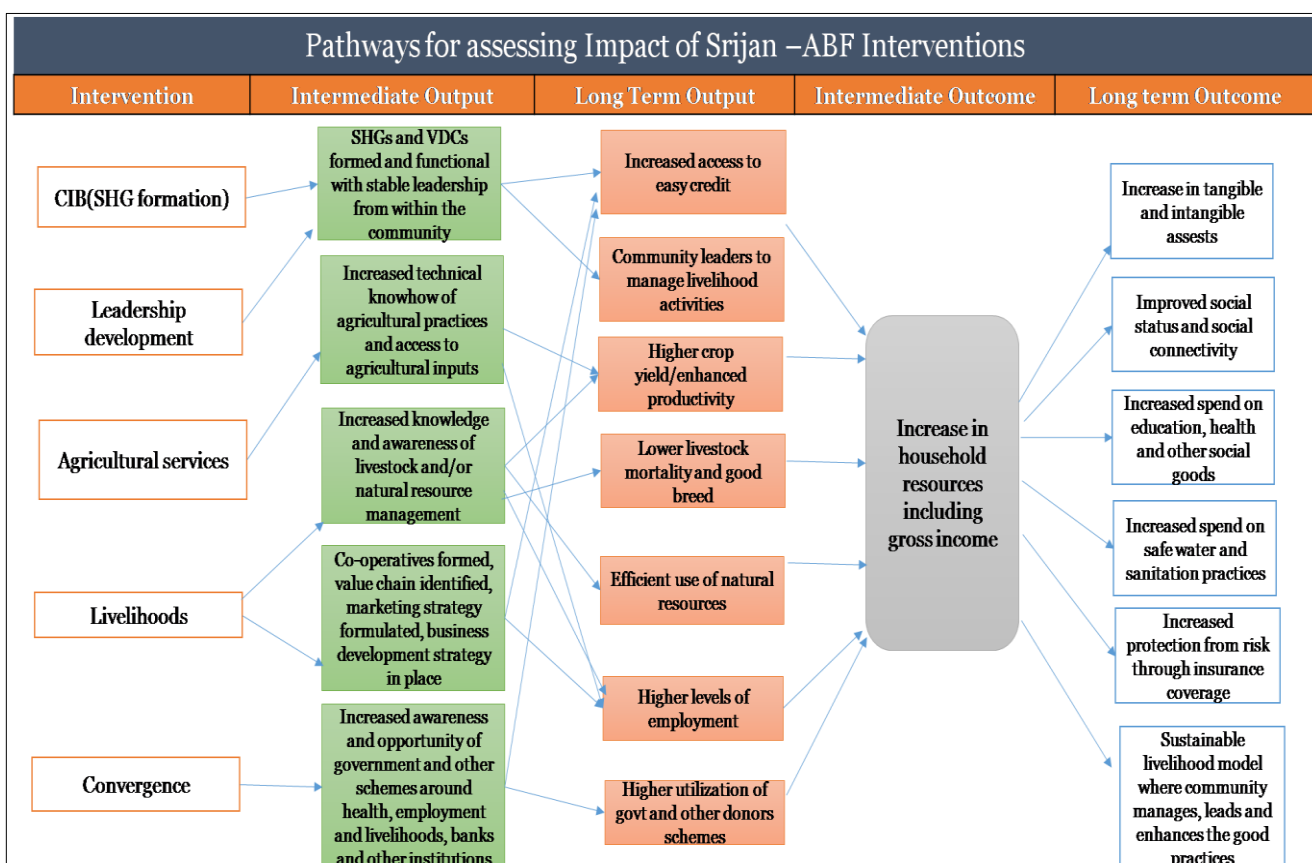 Pathways for assessing Impact of Srijan –ABF Interventions
Intervention
Intermediate Output
Long Term Output
Intermediate Outcome
Long term Outcome
CIB(SHG formation)
Leadership
development
Agricultural services
Livelihoods
Convergence
SHGs and VDCs
formed and functional
with stable leadership
from within the
community
Increased technical
knowhow of
agricultural practices
and access to
agricultural inputs
Increased knowledge
and awareness of
livestock and/or
natural resource
management
Co-operatives formed,
value chain identified,
marketing strategy
formulated, business
development strategy
in place
Increased awareness
and opportunity of
government and other
schemes around
health, employment
and livelihoods, banks
and other institutions
Increased access to
easy credit
Community leaders to
manage livelihood
activities
Higher crop
yield/enhanced
productivity
Lower livestock
mortality and good
breed
Efficient use of natural
resources
Higher levels of
employment
Higher utilization of
govt and other donors
schemes
Increase in
household
resources
including
gross income
Increase in tangible
and intangible
assests
Improved social
status and social
connectivity
Increased spend on
education, health
and other social
goods
Increased spend on
safe water and
sanitation practices
Increased
protection from risk
through insurance
coverage
Sustainable
livelihood model
where community
manages, leads and
enhances the good
practices